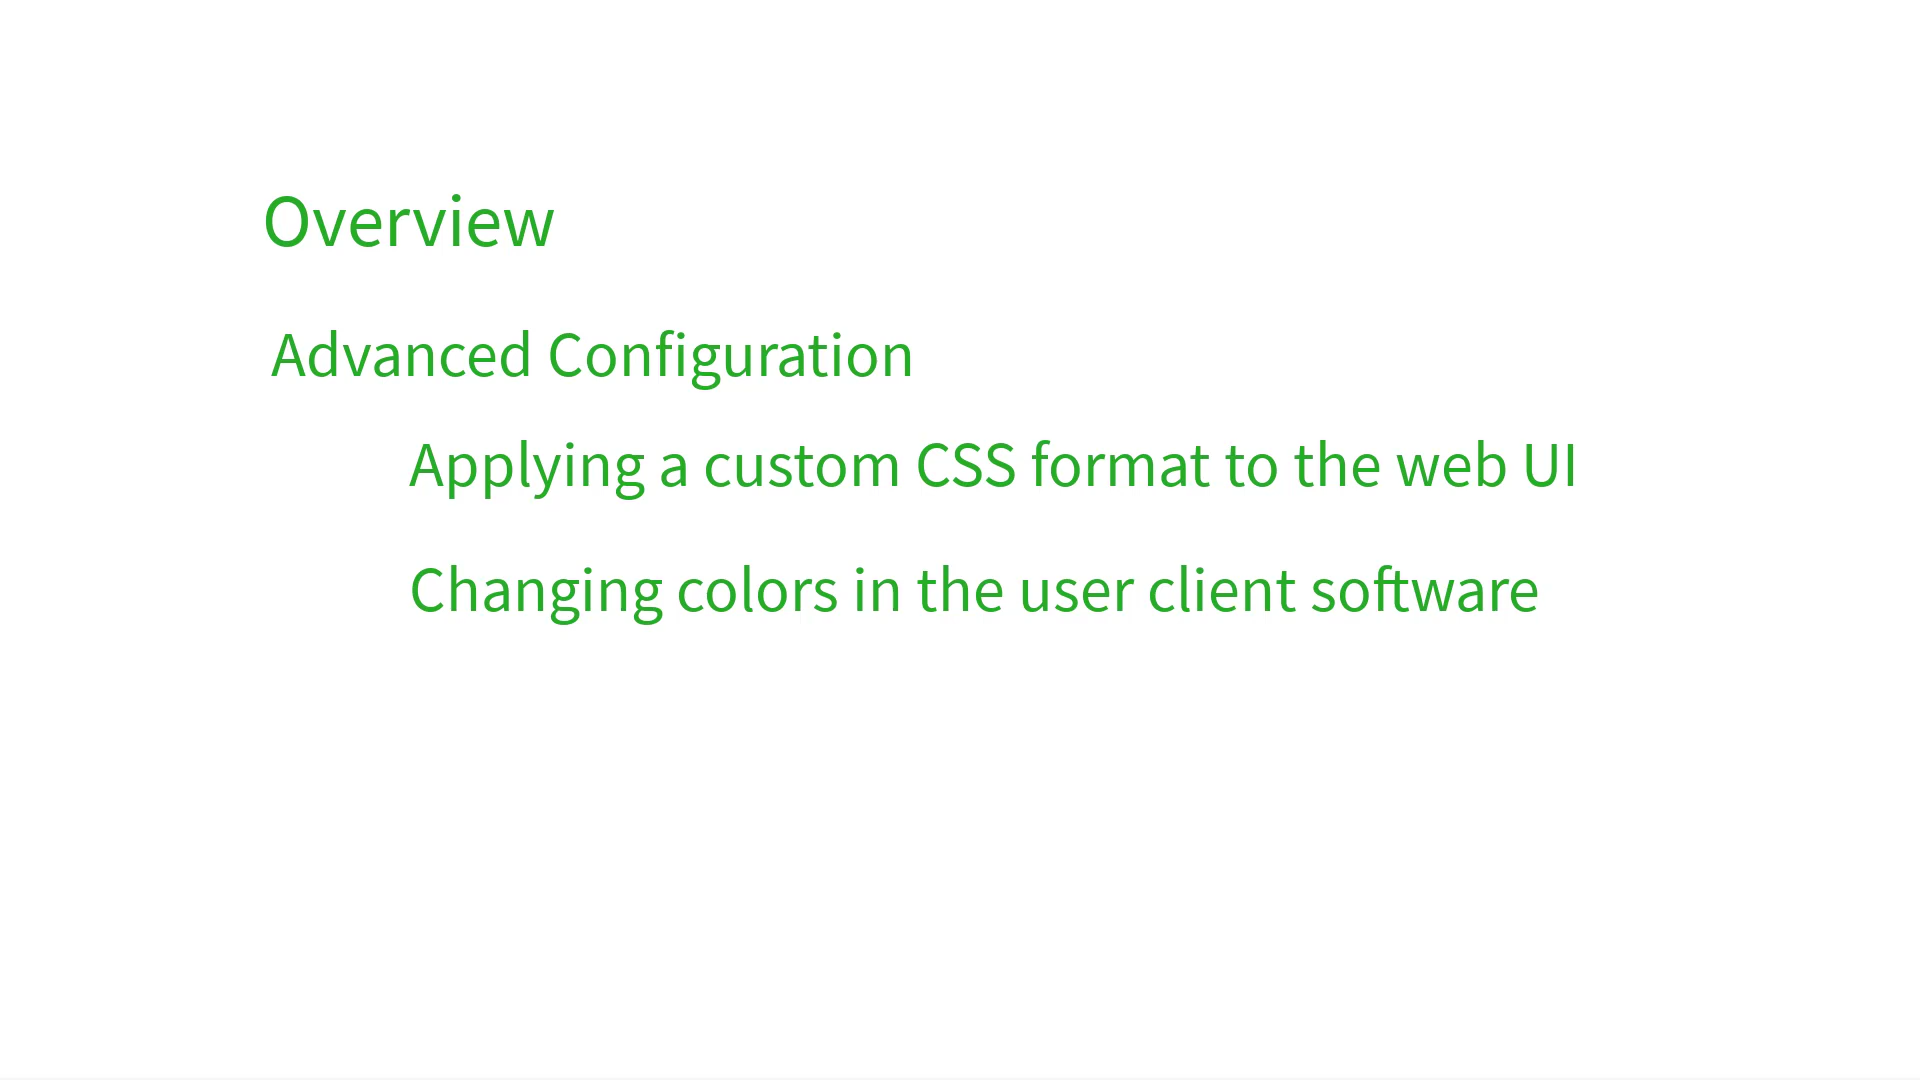 Overview
Advanced Configuration
Applying a custom CSS format to the web UI
Changing colors in the user client software